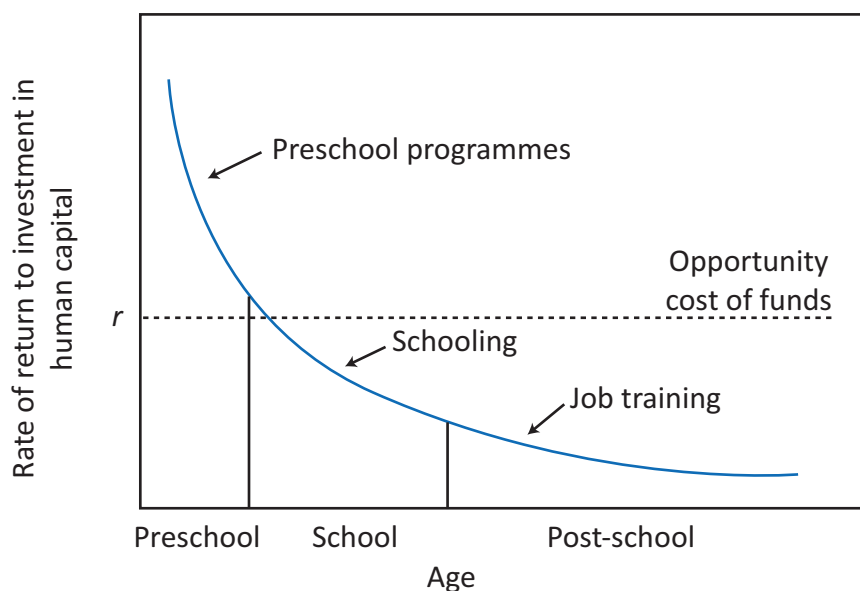 Rate of return to investment in
human capital
Preschool programmes
Opportunity
cost of funds
r
Schooling
Job training
Preschool
School
Post-school
Age